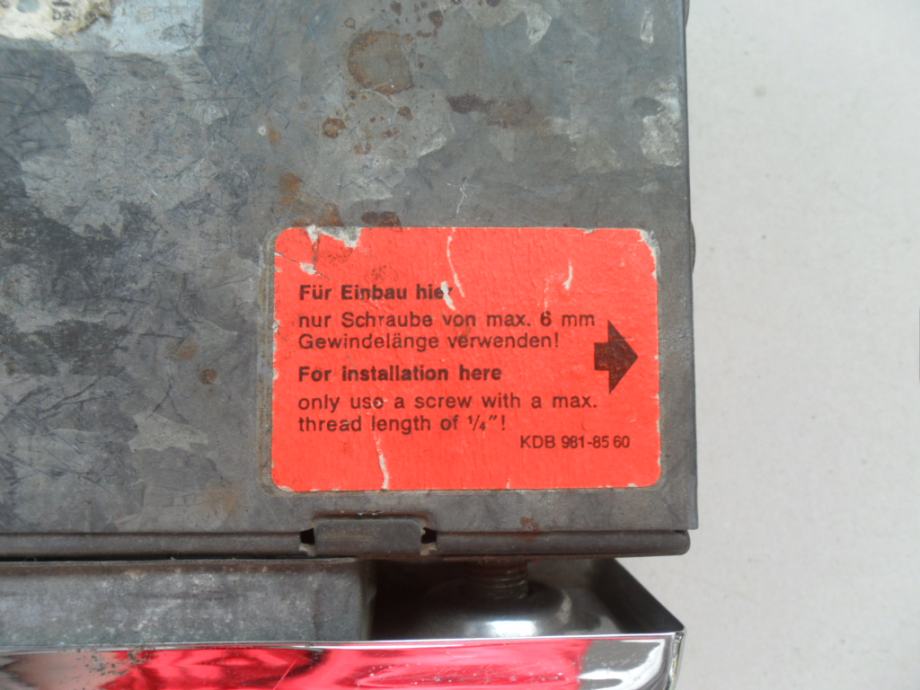 Für Einbau hier
nur Schraube von max. 6 mm
Gewindelänge verwenden!
For installation here
only use a screw with a max.
thread length of ¼"!
KDB 981-85 60